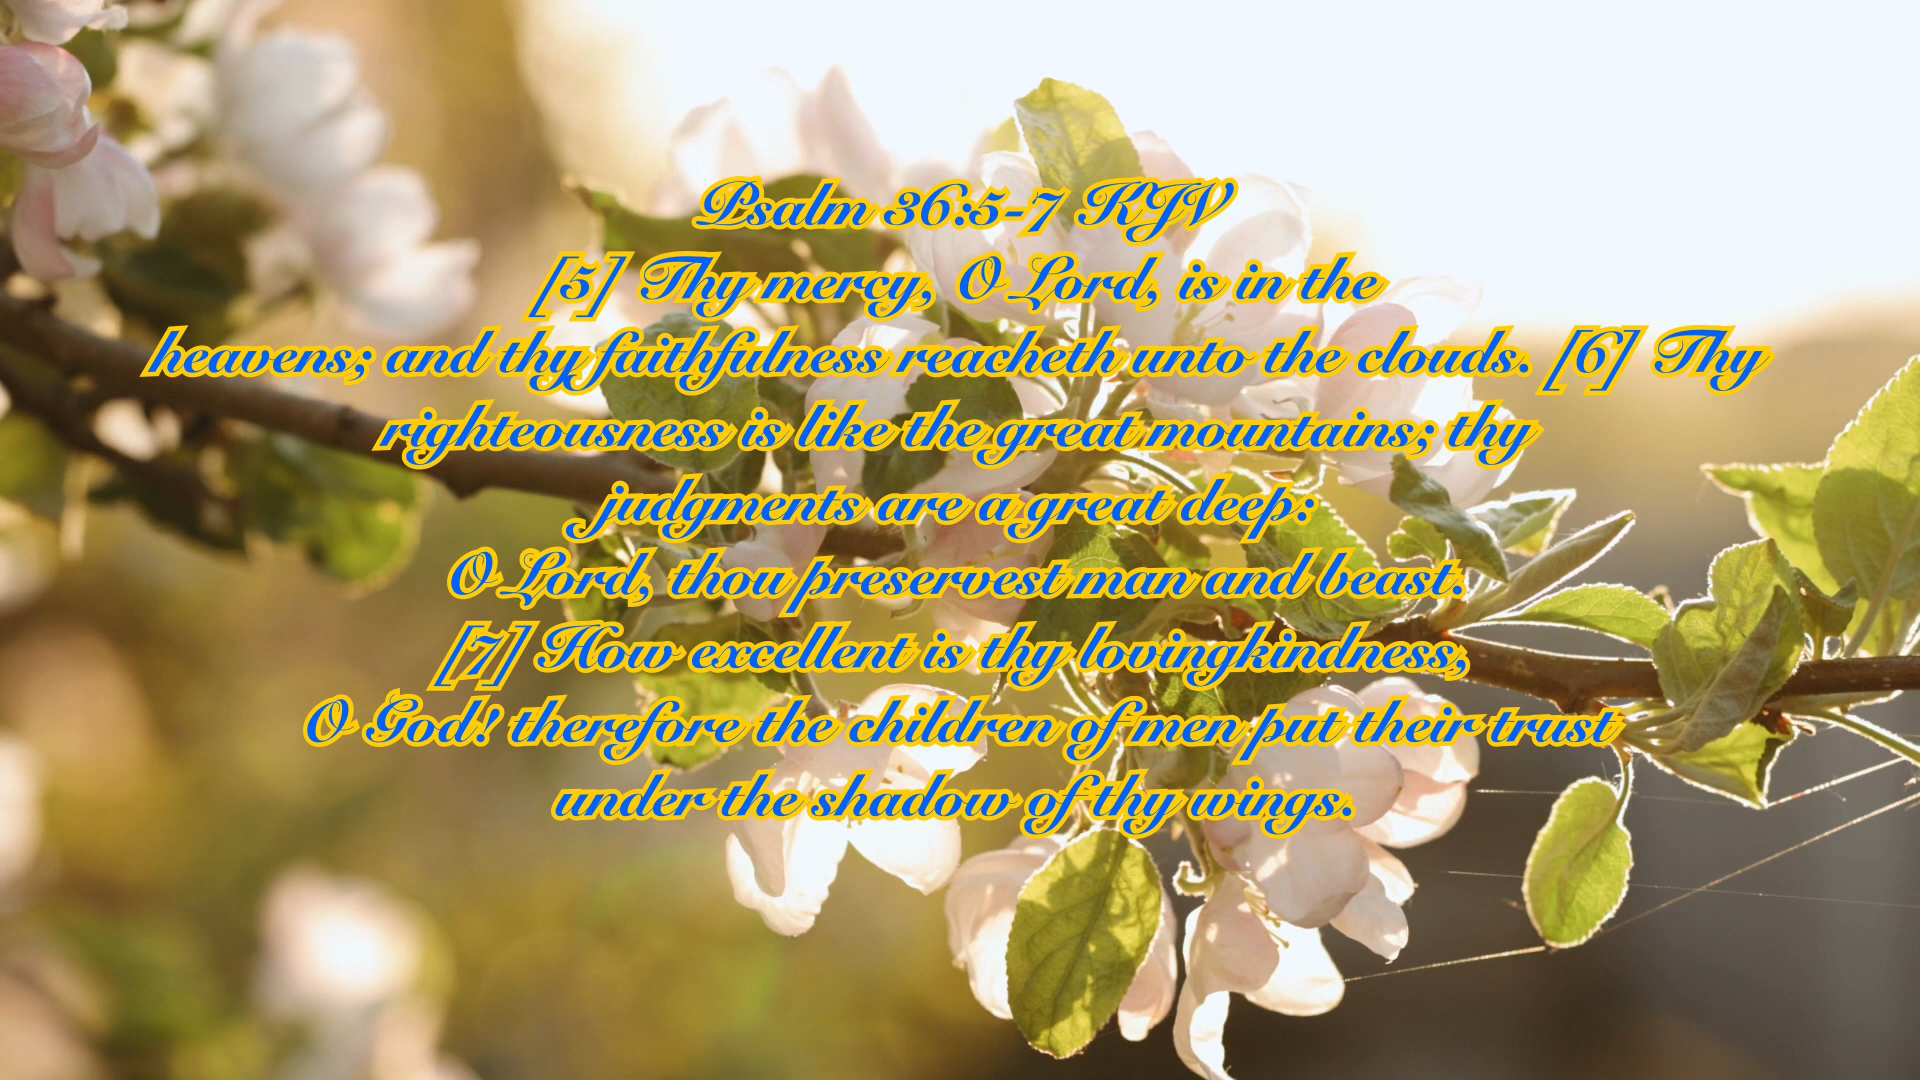 Psalm 36:5-7 KJV
[5] Thy mercy, O Lord, is in the
heavens; and thy faithfulness reacheth unto the clouds. [6] Thy
righteousness is like the great mountains; thy
judgments are a great deep:
O Lord, thou preservest man and beast.
[7] How excellent is thy lovingkindness,
O God! therefore the children of men put their trust
under the shadow of thy wings.